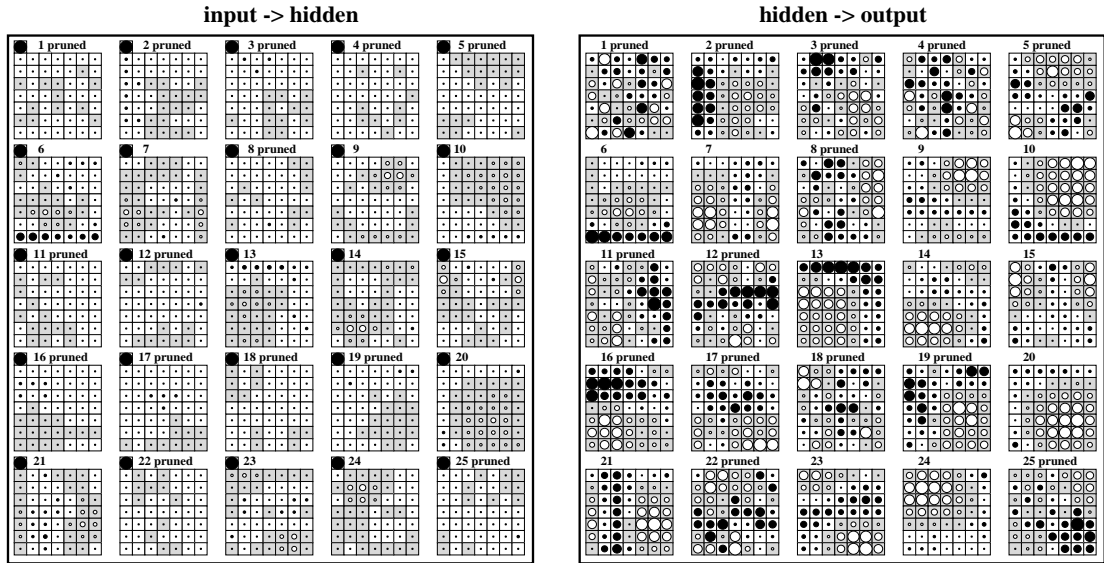 input -> hidden hidden -> output
1 pruned 2 pruned 3 pruned 4 pruned 5 pruned 1 pruned 2 pruned 3 pruned 4 pruned 5 pruned
6 7 8 pruned 9 10 6 7 8 pruned 9 10
11 pruned 12 pruned 13 14 15 11 pruned 12 pruned 13 14 15
16 pruned 17 pruned 18 pruned 19 pruned 20 16 pruned 17 pruned 18 pruned 19 pruned 20
21 22 pruned 23 24 25 pruned 21 22 pruned 23 24 25 pruned